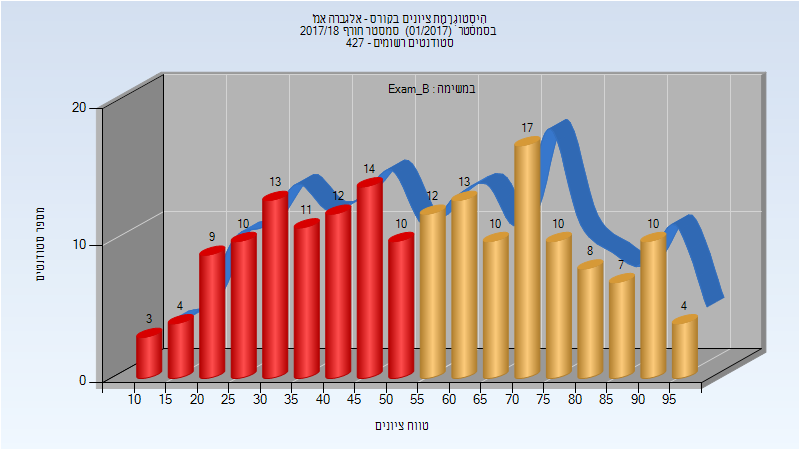 היסטוגרמת ציונים בקורס - אלגברה אמ'
בסמסטר (01/2017) סמסטר חורף 2017/18
סטודנטים רשומים - 427
במשימה : Exam_B
מספר סטודנטים
20
10
0
3 4 9 10 13 11 12 14 10 12 13 10 17 10 8 7 10 4
10 15 20 25 30 35 40 45 50 55 60 65 70 75 80 85 90 95
טווח ציונים